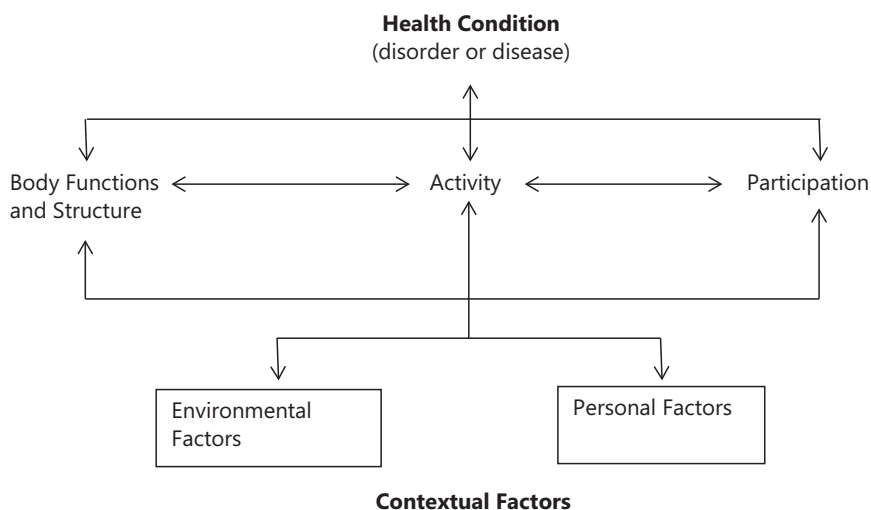 Health Condition
(disorder or disease)
Body Functions
and Structure
Activity
Participation
Environmental
Factors
Personal Factors
Contextual Factors